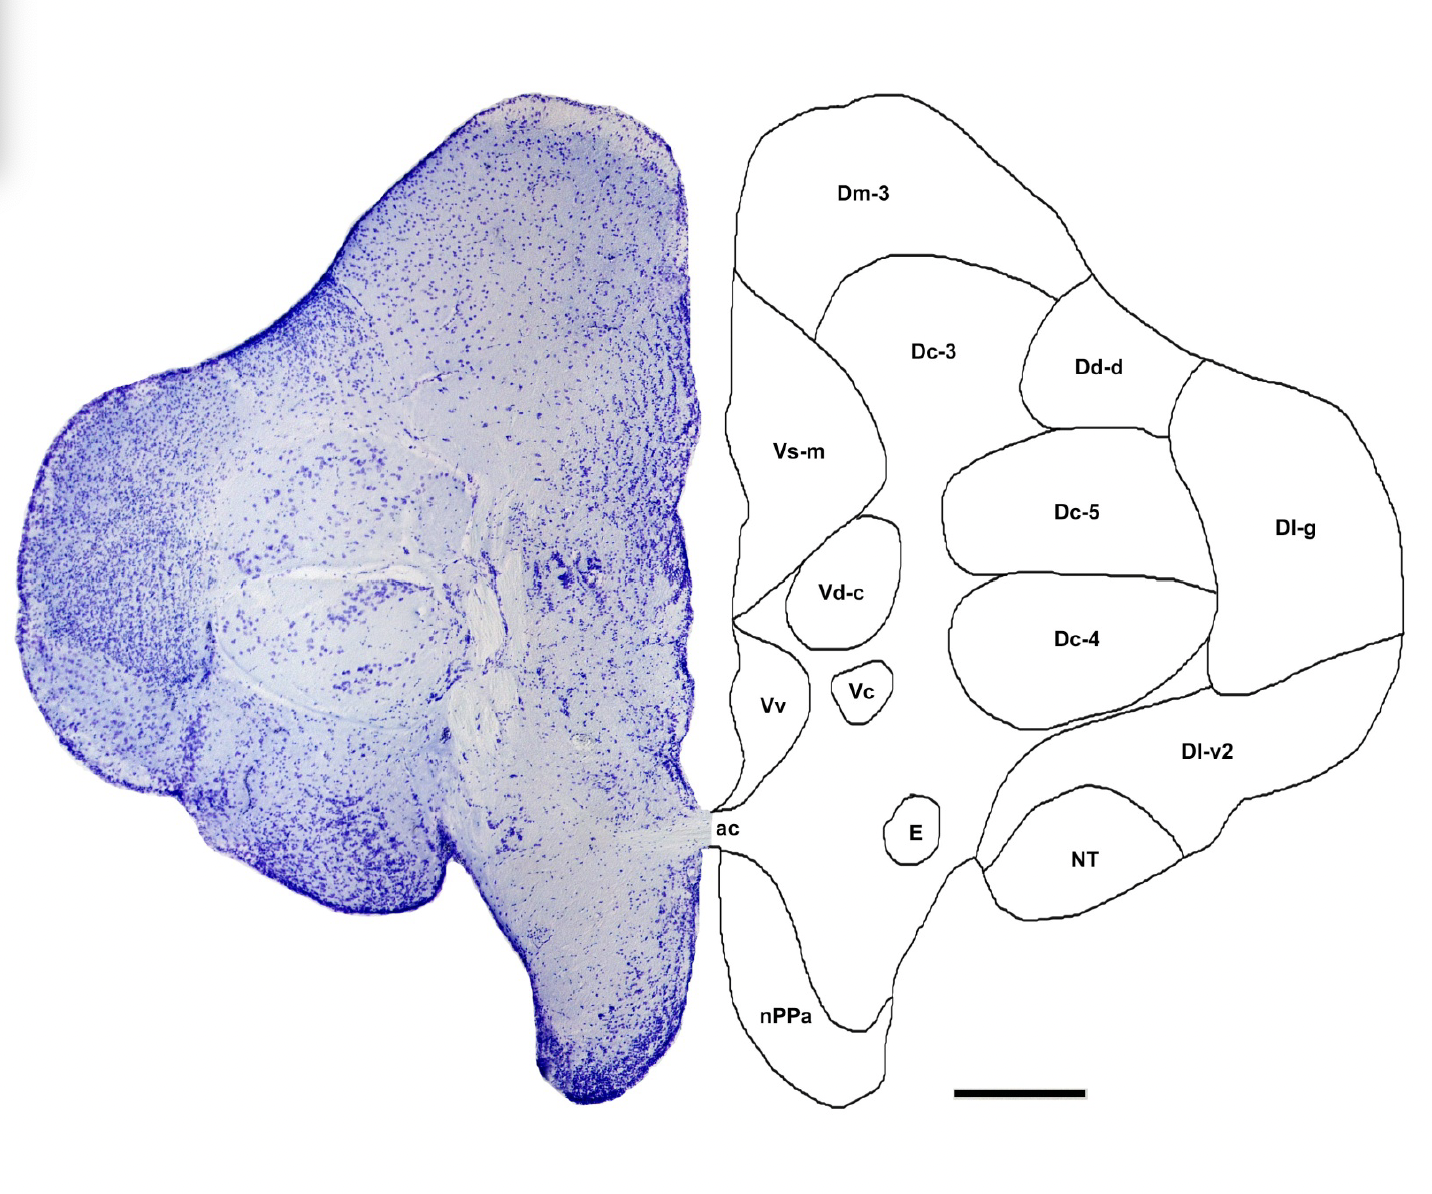 Dm-3
Dc-3
Dd-d
Vs-m
Dc-5
Dl-g
Vd-c
Dc-4
Vc
Vv
Dl-v2
ac
E
NT
nPPa